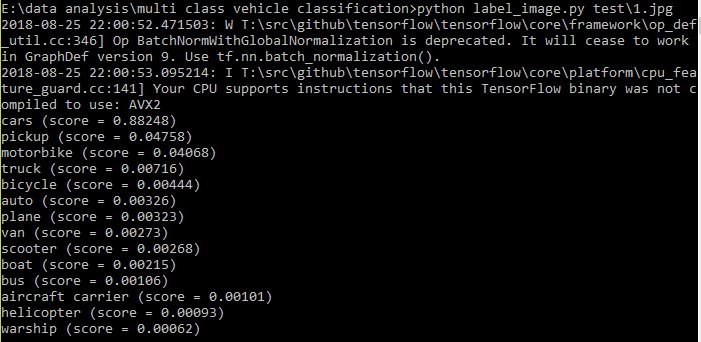 E:\data analysis\multi class vehicle classification>python label_image.py test\1.jpg
2018-08-25 22:00:52.471503: W T:\src\github\tensorflow\tensorflow\core\framework\op_def
_util.cc:346] Op BatchNormWithGlobalNormalization is deprecated. It will cease to work
in GraphDef version 9. Use tf.nn.batch_normalization().
2018-08-25 22:00:53.095214: I T:\src\github\tensorflow\tensorflow\core\platform\cpu_fea
ture_guard.cc:141] Your CPU supports instructions that this TensorFlow binary was not c
ompiled to use: AVX2
cars (score = 0.88248)
pickup (score = 0.04758)
motorbike (score = 0.04068)
truck (score = 0.00716)
bicycle (score = 0.00444)
auto (score = 0.00326)
plane (score = 0.00323)
van (score = 0.00273)
scooter (score = 0.00268)
boat (score = 0.00215)
bus (score = 0.00106)
aircraft carrier (score = 0.00101)
helicopter (score = 0.00093)
warship (score = 0.00062)